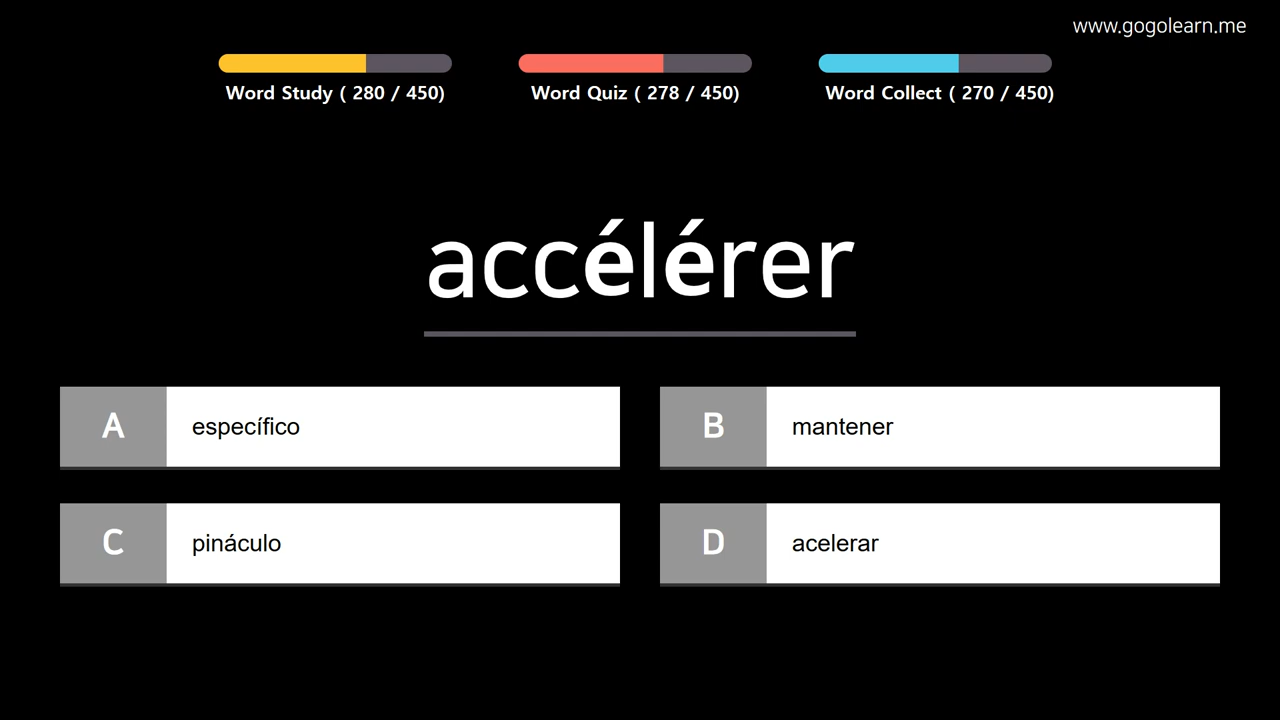 www.gogolearn.me
Word Study ( 280 / 450)
Word Quiz ( 278 / 450)
Word Collect ( 270 / 450)
accélérer
A específico
B mantener
C pináculo
D acelerar